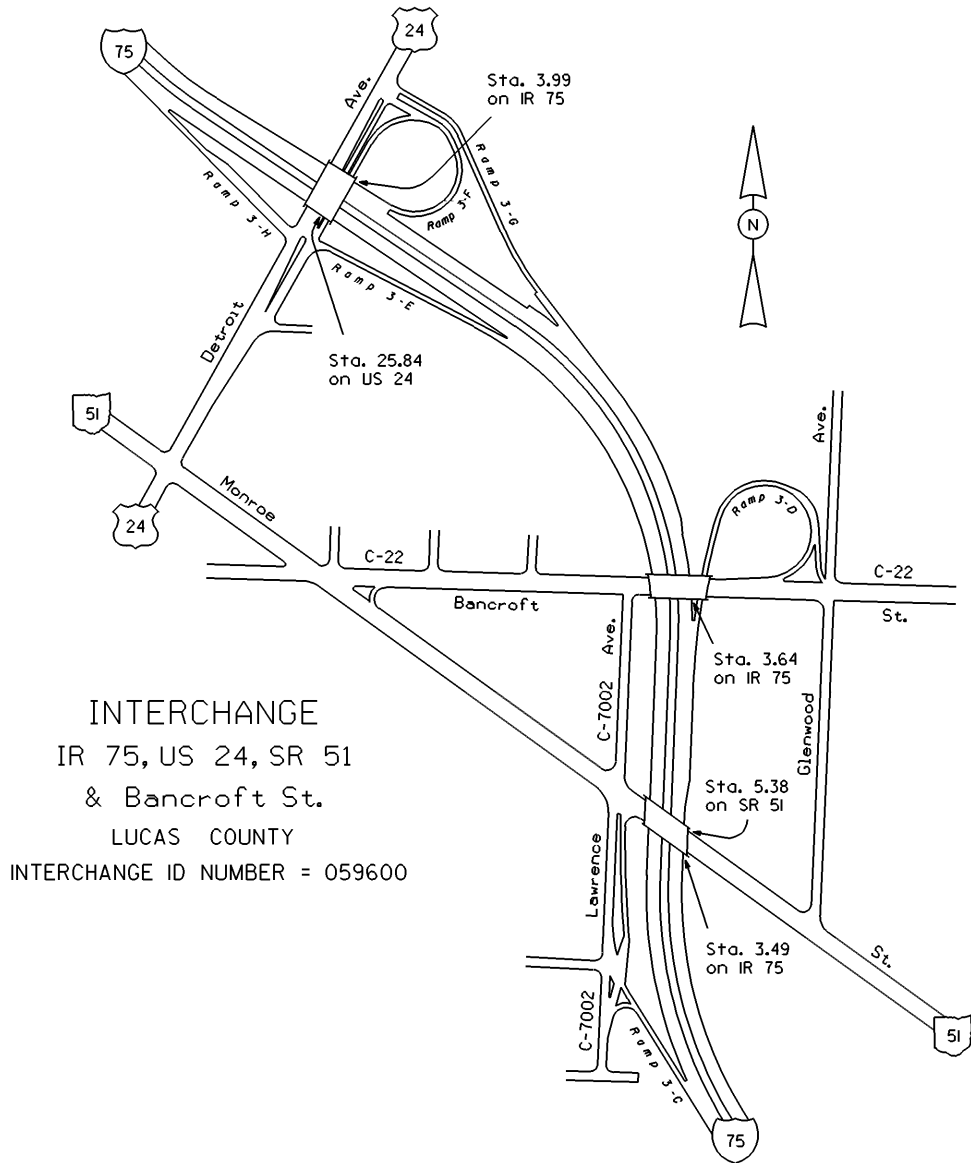 24
75
Ave.
Sta. 3.99
on IR 75
Ramp 3-G
Ramp 3-F
Ramp 3-H
Ramp 3-E
N
Detroit
Sta. 25.84
on US 24
51
Monroe
24
Ave.
Ramp 3-D
C-22
C-22
Bancroft
St.
Ave.
Sta. 3.64
on IR 75
C-7002
Glenwood
INTERCHANGE
IR 75, US 24, SR 51
& Bancroft St.
LUCAS COUNTY
INTERCHANGE ID NUMBER = 059600
Sta. 5.38
on SR 51
Lawrence
Sta. 3.49
on IR 75
St.
C-7002
Ramp 3-C
51
75